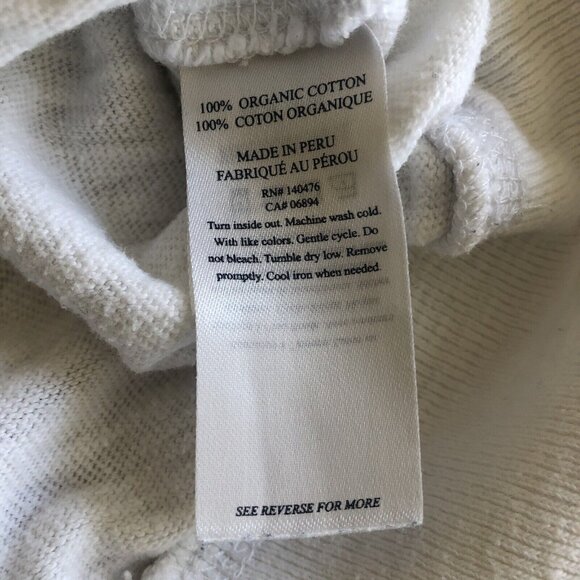 100% ORGANIC COTTON
100% COTON ORGANIQUE
MADE IN PERU
FABRIQUÉ AU PÉROU
RN# 140476
CA# 06894
Turn inside out. Machine wash cold.
With like colors. Gentle cycle. Do
not bleach. Tumble dry low. Remove
promptly. Cool iron when needed.
SEE REVERSE FOR MORE